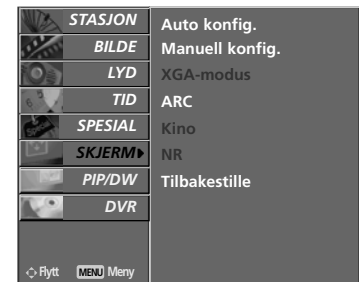 STASJON
BILDE
LYD
TID
SPESIAL
SKJERM
PIP/DW
DVR
Flytt MENU Meny
Auto konfig.
Manuell konfig.
XGA-modus
ARC
Kino
NR
Tilbakestille